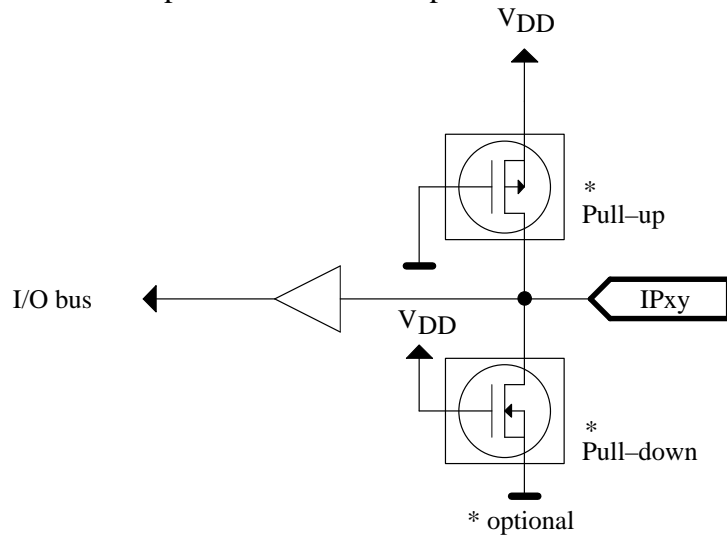 VDD
*
Pull–up
I/O bus
IPxy
VDD
*
Pull–down
* optional